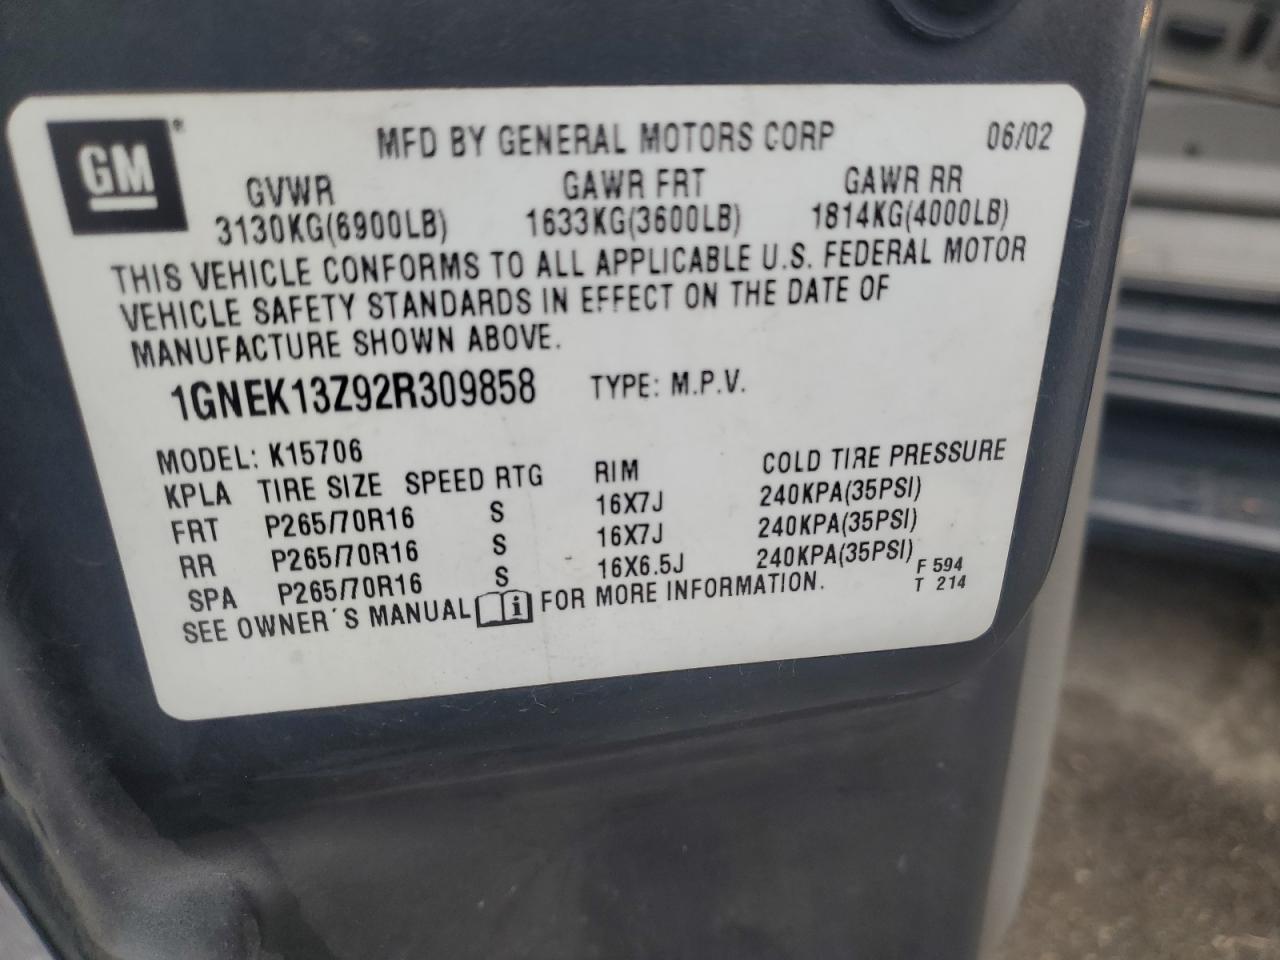 GM®
MFD BY GENERAL MOTORS CORP 06/02
GVWR GAWR FRT GAWR RR
3130KG(6900LB) 1633KG(3600LB) 1814KG(4000LB)
THIS VEHICLE CONFORMS TO ALL APPLICABLE U.S. FEDERAL MOTOR
VEHICLE SAFETY STANDARDS IN EFFECT ON THE DATE OF
MANUFACTURE SHOWN ABOVE.
1GNEK13Z92R309858 TYPE: M.P.V.
MODEL: K15706
KPLA TIRE SIZE SPEED RTG RIM COLD TIRE PRESSURE
FRT P265/70R16 S 16X7J 240KPA(35PSI)
RR P265/70R16 S 16X7J 240KPA(35PSI)
SPA P265/70R16 S 16X6.5J 240KPA(35PSI)
SEE OWNER´S MANUAL i FOR MORE INFORMATION.
F 594
T 214